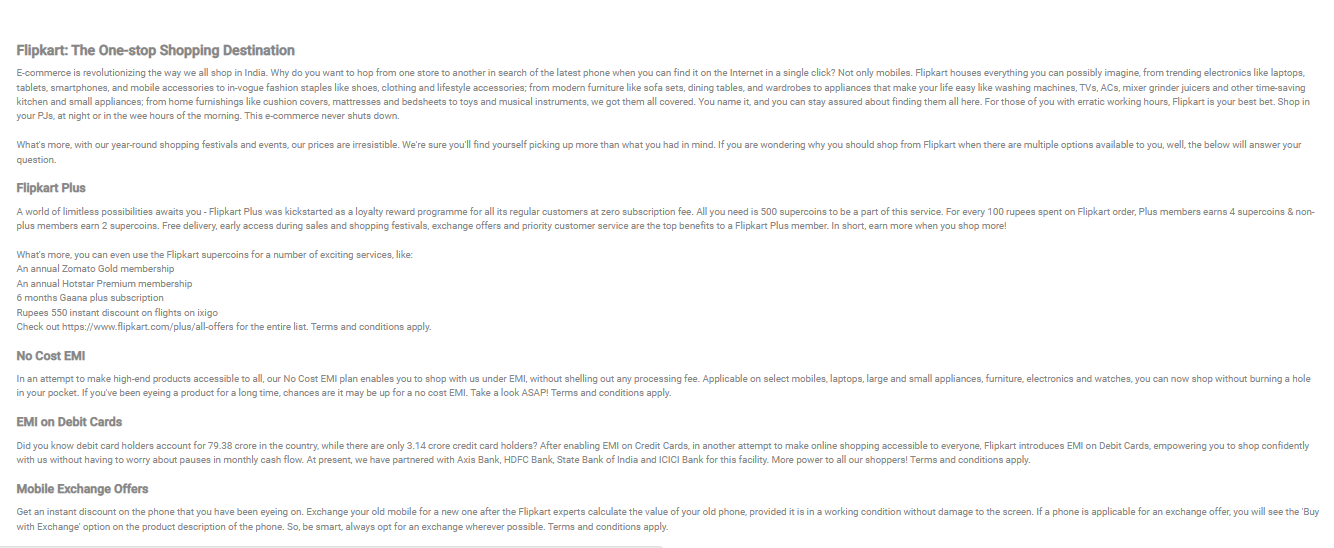 Flipkart: The One-stop Shopping Destination
E-commerce is revolutionizing the way we all shop in India. Why do you want to hop from one store to another in search of the latest phone when you can find it on the Internet in a single click? Not only mobiles. Flipkart houses everything you can possibly imagine, from trending electronics like laptops,
tablets, smartphones, and mobile accessories to in-vogue fashion staples like shoes, clothing and lifestyle accessories; from modern furniture like sofa sets, dining tables, and wardrobes to appliances that make your life easy like washing machines, TVs, ACs, mixer grinder juicers and other time-saving
kitchen and small appliances; from home furnishings like cushion covers, mattresses and bedsheets to toys and musical instruments, we got them all covered. You name it, and you can stay assured about finding them all here. For those of you with erratic working hours, Flipkart is your best bet. Shop in
your PJs, at night or in the wee hours of the morning. This e-commerce never shuts down.
What's more, with our year-round shopping festivals and events, our prices are irresistible. We're sure you'll find yourself picking up more than what you had in mind. If you are wondering why you should shop from Flipkart when there are multiple options available to you, well, the below will answer your
question.
Flipkart Plus
A world of limitless possibilities awaits you - Flipkart Plus was kickstarted as a loyalty reward programme for all its regular customers at zero subscription fee. All you need is 500 supercoins to be a part of this service. For every 100 rupees spent on Flipkart order, Plus members earns 4 supercoins & non-
plus members earn 2 supercoins. Free delivery, early access during sales and shopping festivals, exchange offers and priority customer service are the top benefits to a Flipkart Plus member. In short, earn more when you shop more!
What's more, you can even use the Flipkart supercoins for a number of exciting services, like:
An annual Zomato Gold membership
An annual Hotstar Premium membership
6 months Gaana plus subscription
Rupees 550 instant discount on flights on ixigo
Check out https://www.flipkart.com/plus/all-offers for the entire list. Terms and conditions apply.
No Cost EMI
In an attempt to make high-end products accessible to all, our No Cost EMI plan enables you to shop with us under EMI, without shelling out any processing fee. Applicable on select mobiles, laptops, large and small appliances, furniture, electronics and watches, you can now shop without burning a hole
in your pocket. If you've been eyeing a product for a long time, chances are it may be up for a no cost EMI. Take a look ASAP! Terms and conditions apply.
EMI on Debit Cards
Did you know debit card holders account for 79.38 crore in the country, while there are only 3.14 crore credit card holders? After enabling EMI on Credit Cards, in another attempt to make online shopping accessible to everyone, Flipkart introduces EMI on Debit Cards, empowering you to shop confidently
with us without having to worry about pauses in monthly cash flow. At present, we have partnered with Axis Bank, HDFC Bank, State Bank of India and ICICI Bank for this facility. More power to all our shoppers! Terms and conditions apply.
Mobile Exchange Offers
Get an instant discount on the phone that you have been eyeing on. Exchange your old mobile for a new one after the Flipkart experts calculate the value of your old phone, provided it is in a working condition without damage to the screen. If a phone is applicable for an exchange offer, you will see the 'Buy
with Exchange' option on the product description of the phone. So, be smart, always opt for an exchange wherever possible. Terms and conditions apply.